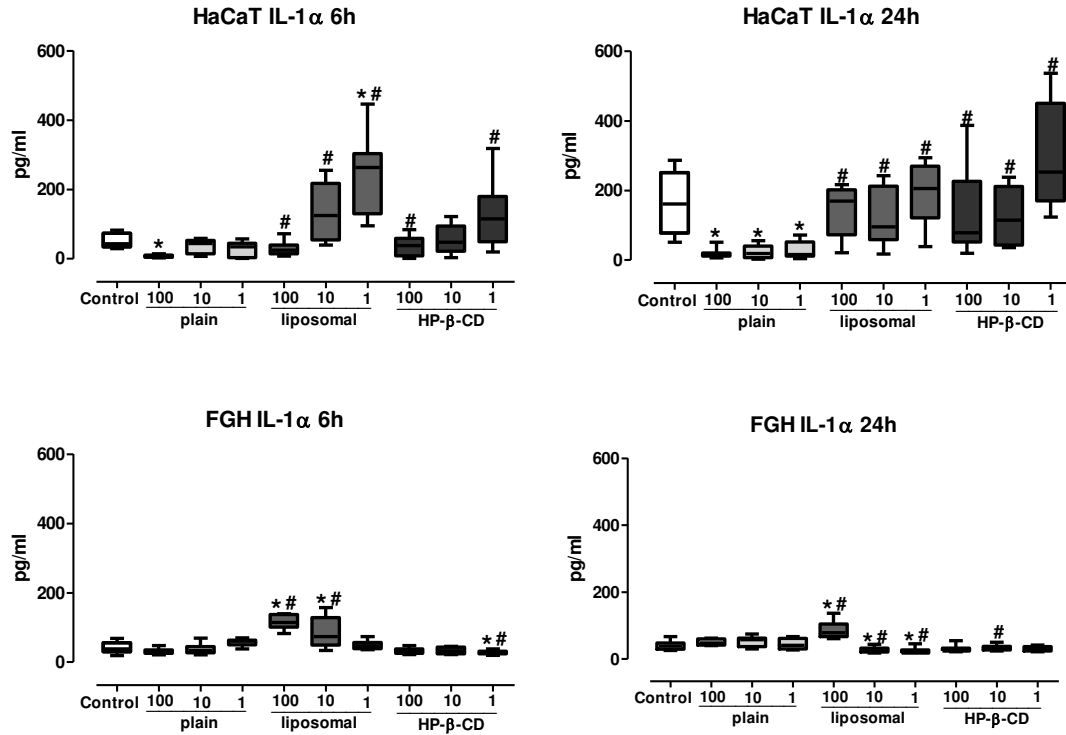 HaCaT IL-1α 6h
600
400
200
0
pg/ml
*
#
#
* #
#
#
Control 100 10 1 100 10 1 100 10 1
plain liposomal HP-β-CD
HaCaT IL-1α 24h
600
400
200
0
pg/ml
*
*
*
#
#
#
#
#
#
Control 100 10 1 100 10 1 100 10 1
plain liposomal HP-β-CD
FGH IL-1α 6h
600
400
200
0
pg/ml
* #
* #
* #
Control 100 10 1 100 10 1 100 10 1
plain liposomal HP-β-CD
FGH IL-1α 24h
600
400
200
0
pg/ml
* #
* #
* #
#
Control 100 10 1 100 10 1 100 10 1
plain liposomal HP-β-CD